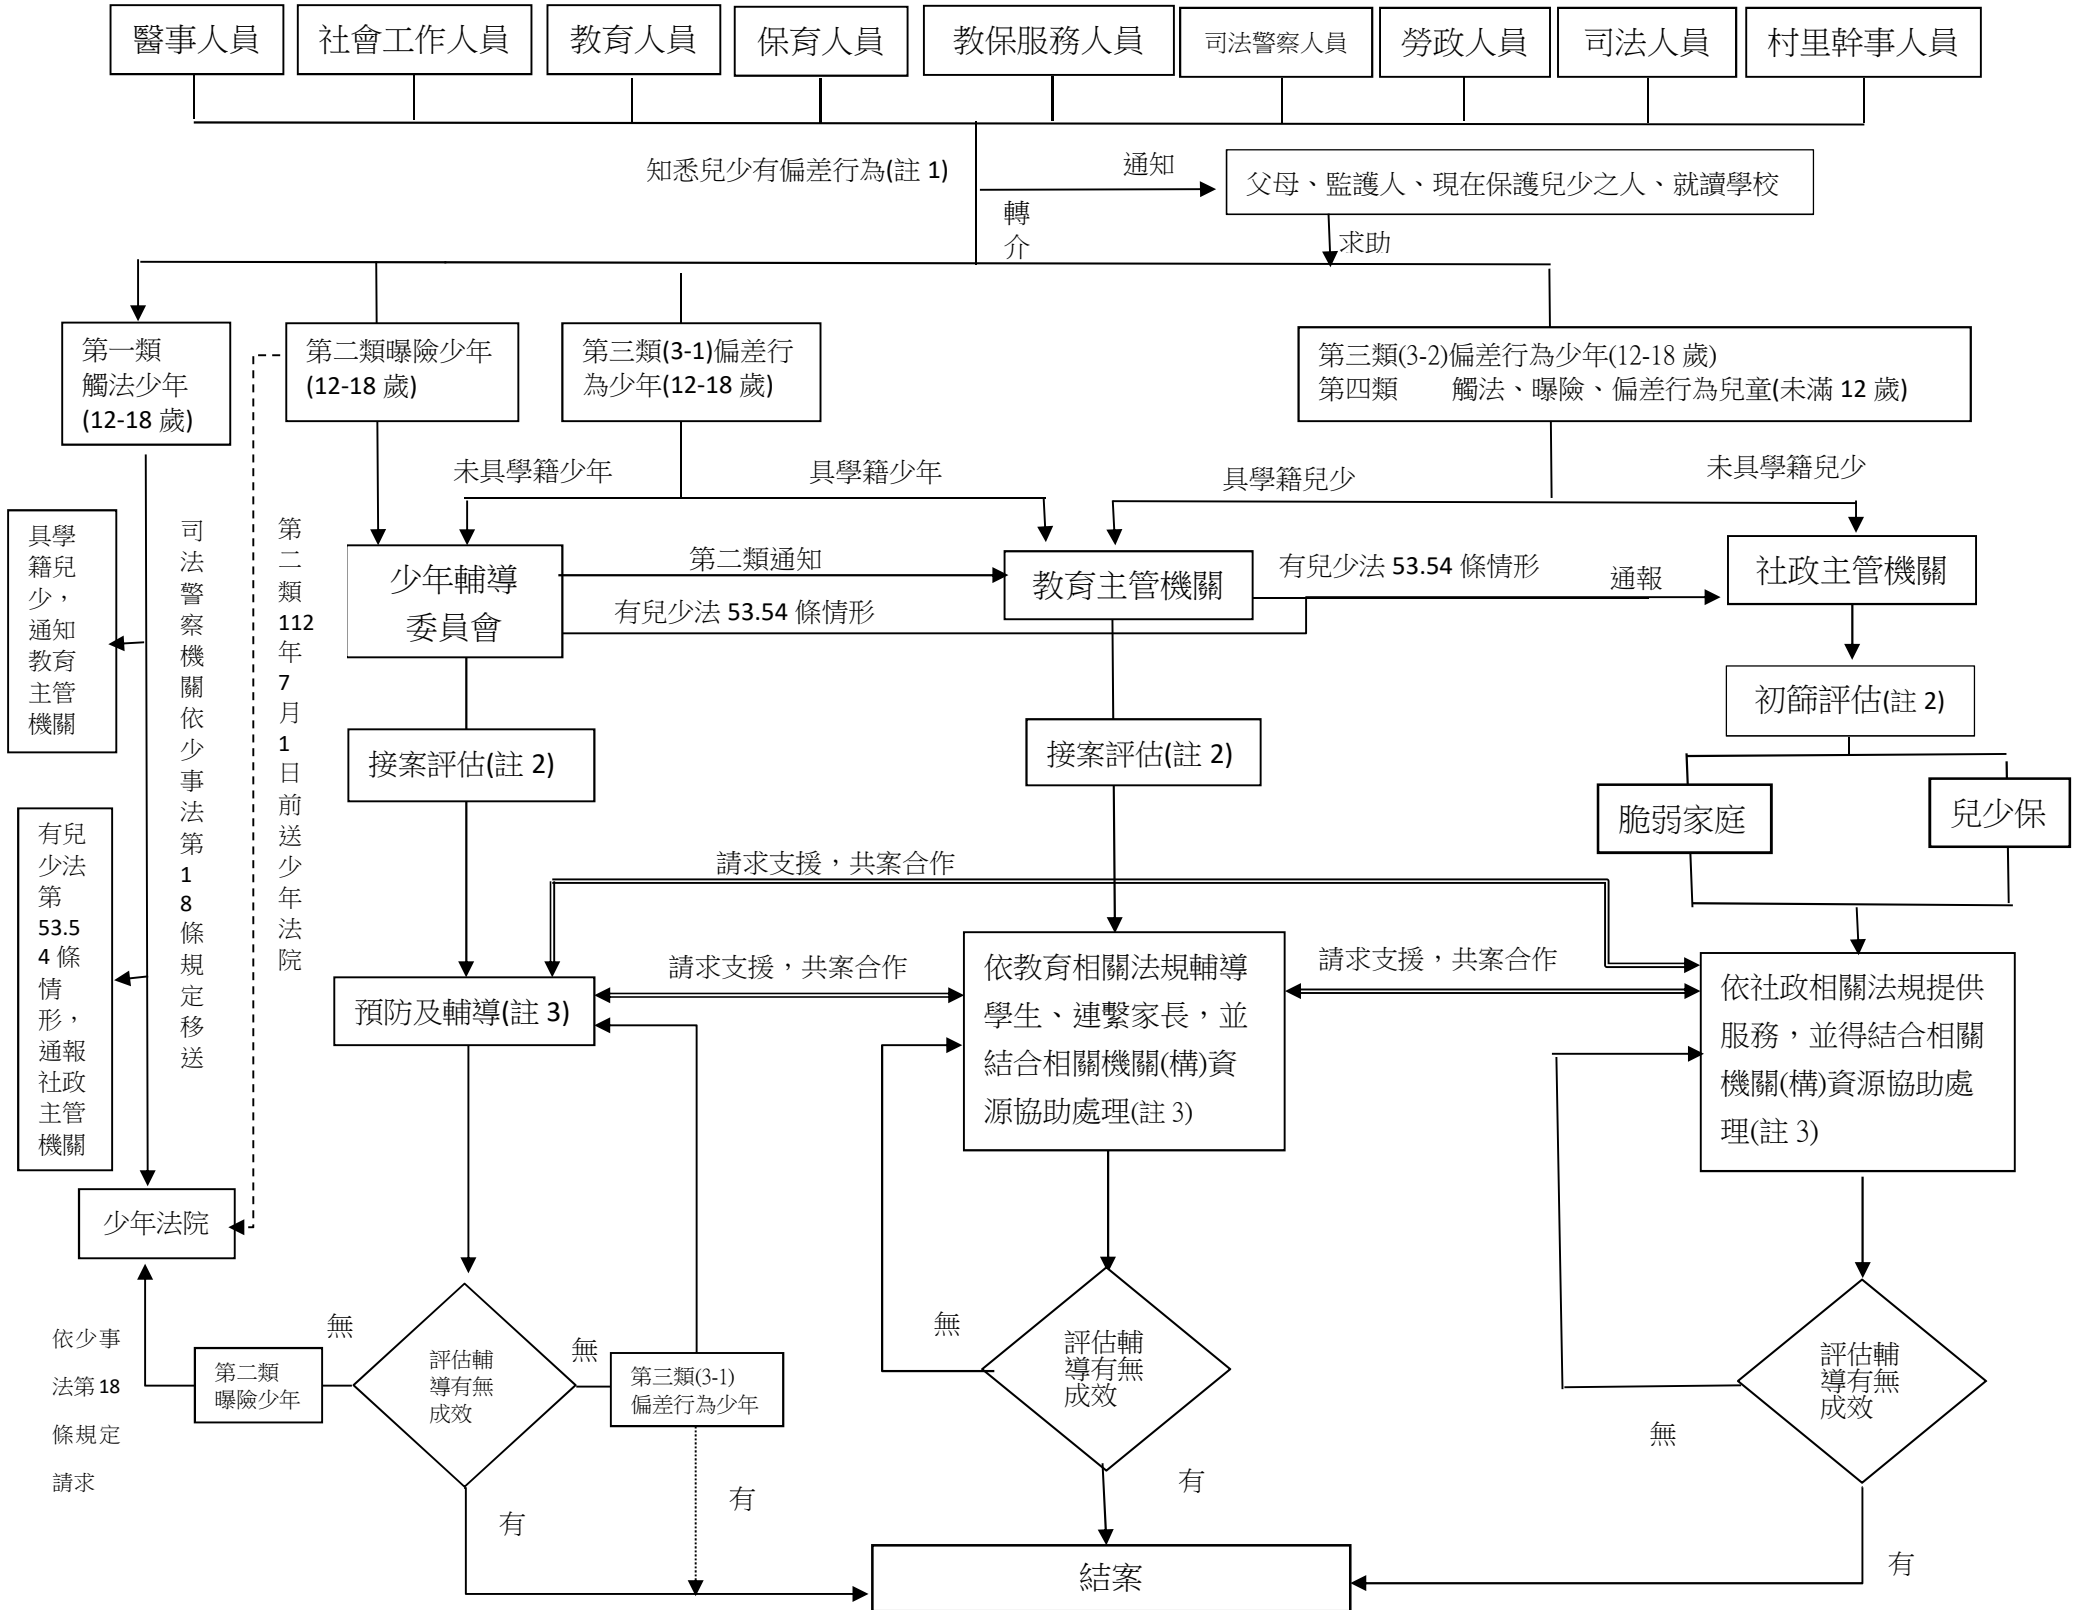 醫事人員
社會工作人員
教育人員
保育人員
教保服務人員
司法警察人員
勞政人員
司法人員
村里幹事人員
知悉兒少有偏差行為(註 1)
通知
父母、監護人、現在保護兒少之人、就讀學校
轉
介
求助
第一類
觸法少年
(12-18 歲)
第二類曝險少年
(12-18 歲)
第三類(3-1)偏差行
為少年(12-18 歲)
第三類(3-2)偏差行為少年(12-18 歲)
第四類 觸法、曝險、偏差行為兒童(未滿 12 歲)
未具學籍少年
具學籍少年
具學籍兒少
未具學籍兒少
具學
籍兒
少，
通知
教育
主管
機關
司
法
警
察
機
關
依
少
事
法
第
1
8
條
規
定
移
送
第
二
類
112
年
7
月
1
日
前
送
少
年
法
院
少年輔導
委員會
第二類通知
有兒少法 53.54 條情形
教育主管機關
有兒少法 53.54 條情形
通報
社政主管機關
接案評估(註 2)
接案評估(註 2)
初篩評估(註 2)
脆弱家庭
兒少保
有兒
少法
第
53.5
4 條
情
形，
通報
社政
主管
機關
請求支援，共案合作
請求支援，共案合作
請求支援，共案合作
預防及輔導(註 3)
依教育相關法規輔導
學生、連繫家長，並
結合相關機關(構)資
源協助處理(註 3)
依社政相關法規提供
服務，並得結合相關
機關(構)資源協助處
理(註 3)
少年法院
依少事
法第 18
條規定
請求
無
第二類
曝險少年
評估輔
導有無
成效
無
第三類(3-1)
偏差行為少年
無
評估輔
導有無
成效
評估輔
導有無
成效
無
有
有
有
有
結案